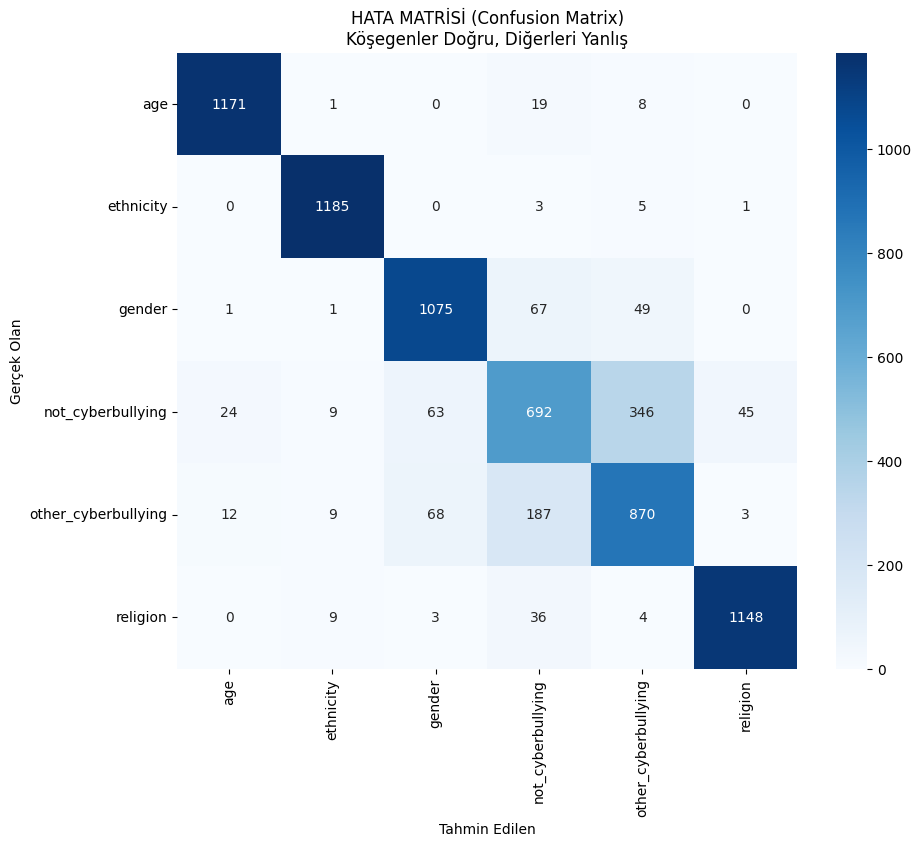 HATA MATRİSİ (Confusion Matrix)
Köşegenler Doğru, Diğerleri Yanlış
Gerçek Olan
age 1171 1 0 19 8 0
ethnicity 0 1185 0 3 5 1
gender 1 1 1075 67 49 0
not_cyberbullying 24 9 63 692 346 45
other_cyberbullying 12 9 68 187 870 3
religion 0 9 3 36 4 1148
age ethnicity gender not_cyberbullying other_cyberbullying religion
Tahmin Edilen
1000
800
600
400
200
0